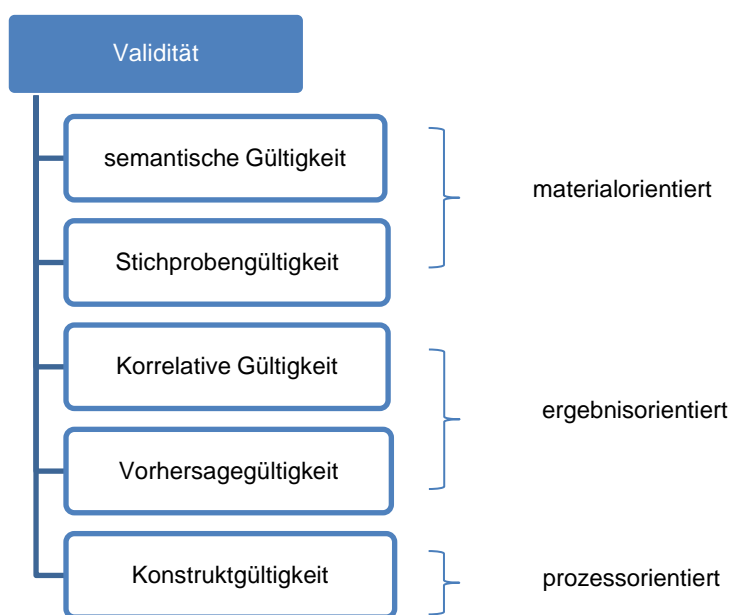 Validität
semantische Gültigkeit
materialorientiert
Stichprobengültigkeit
Korrelative Gültigkeit
ergebnisorientiert
Vorhersagegültigkeit
Konstruktgültigkeit
prozessorientiert